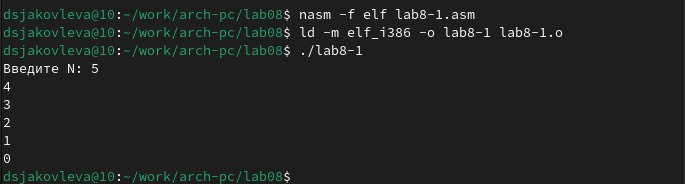 dsjakovleva@10:~/work/arch-pc/lab08$ nasm -f elf lab8-1.asm
dsjakovleva@10:~/work/arch-pc/lab08$ ld -m elf_i386 -o lab8-1 lab8-1.o
dsjakovleva@10:~/work/arch-pc/lab08$ ./lab8-1
Введите N: 5
4
3
2
1
0
dsjakovleva@10:~/work/arch-pc/lab08$